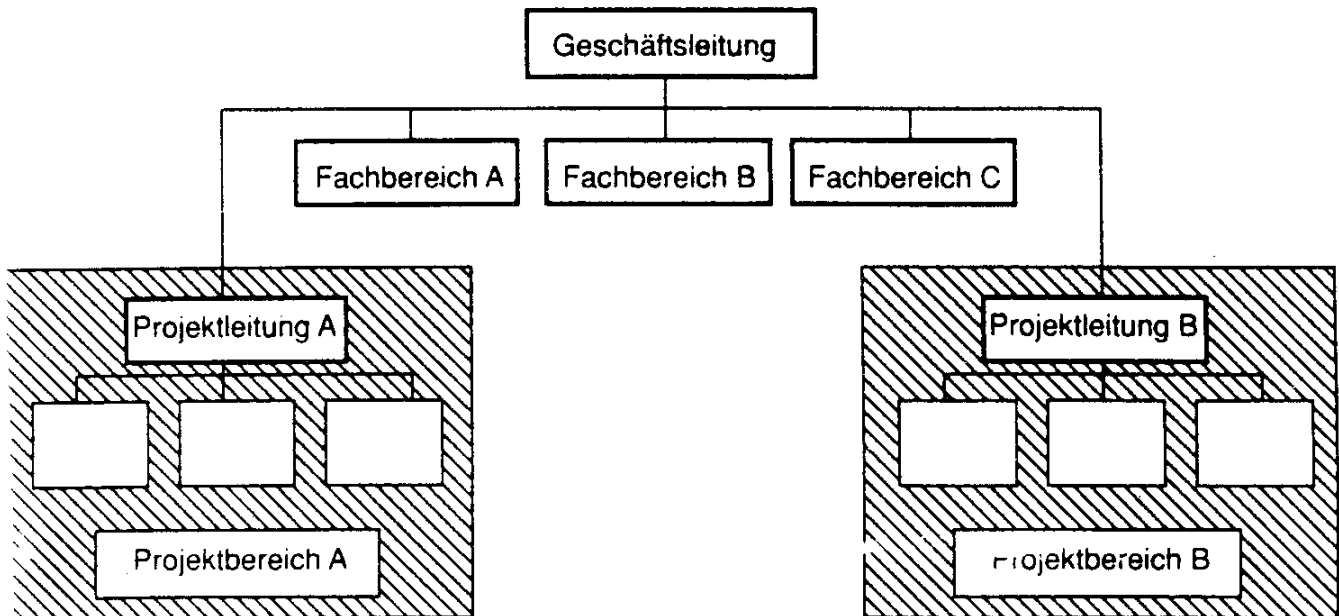 Geschäftsleitung
Fachbereich A
Fachbereich B
Fachbereich C
Projektleitung A
Projektleitung B
Projektbereich A
Projektbereich B